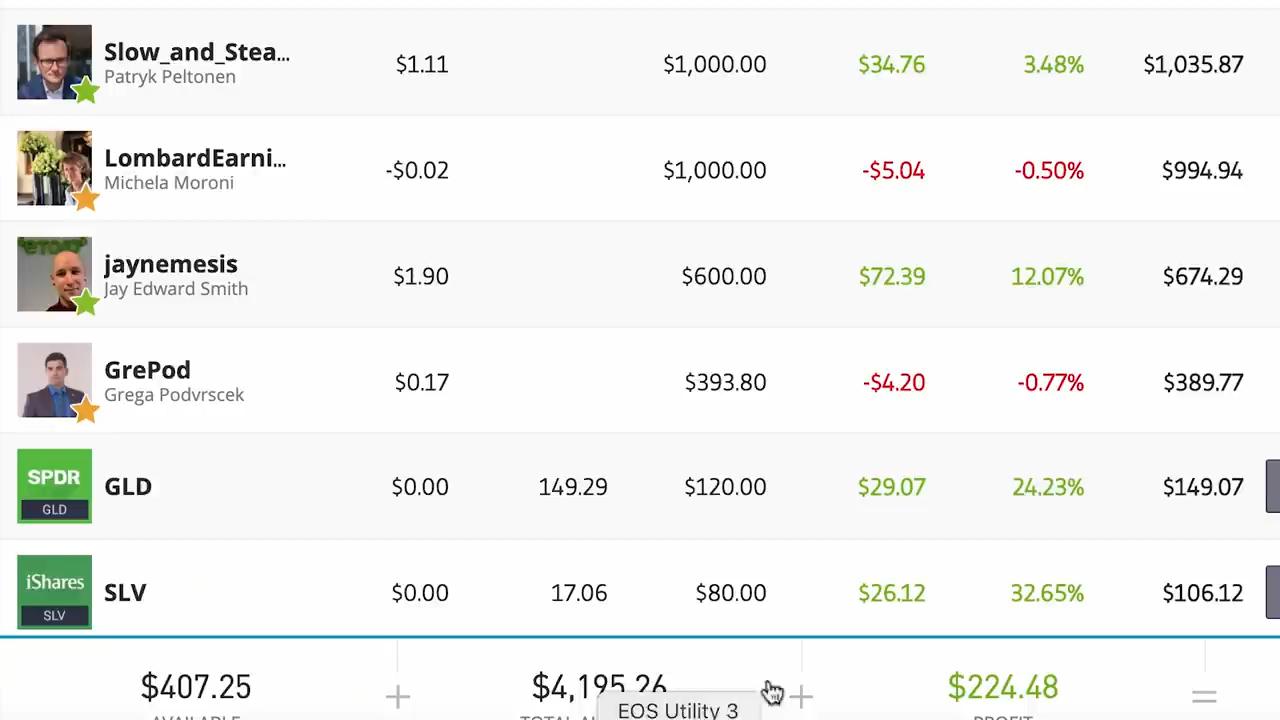 Slow_and_Stea... $1.11 $1,000.00 $34.76 3.48% $1,035.87
Patryk Peltonen
LombardEarni... -$0.02 $1,000.00 -$5.04 -0.50% $994.94
Michela Moroni
jaynemesis $1.90 $600.00 $72.39 12.07% $674.29
Jay Edward Smith
GrePod $0.17 $393.80 -$4.20 -0.77% $389.77
Grega Podvrscek
SPDR
GLD
GLD $0.00 149.29 $120.00 $29.07 24.23% $149.07
iShares
SLV
SLV $0.00 17.06 $80.00 $26.12 32.65% $106.12
$407.25 + $4,195.26 + $224.48 =
EOS Utility 3
AVAILABLE
PROFIT